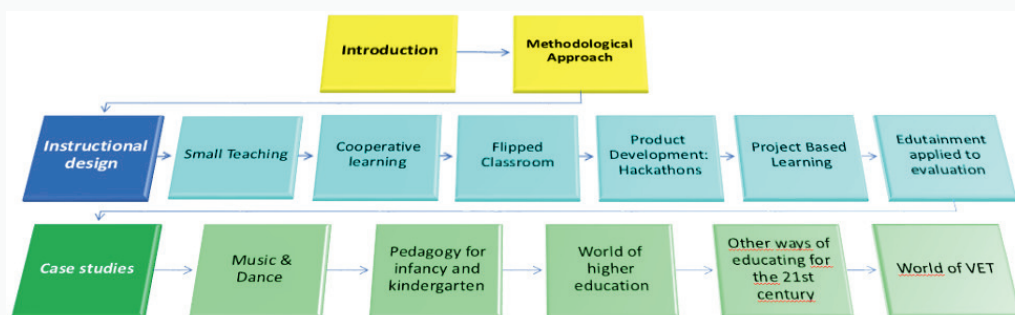 Introduction
Methodological
Approach
Instructional
design
Small Teaching
Cooperative
learning
Flipped
Classroom
Product
Development:
Hackathons
Project Based
Learning
Edutainment
applied to
evaluation
Case studies
Music &
Dance
Pedagogy for
infancy and
kindergarten
World of
higher
education
Other ways of
educating for
the 21st
century
World of VET